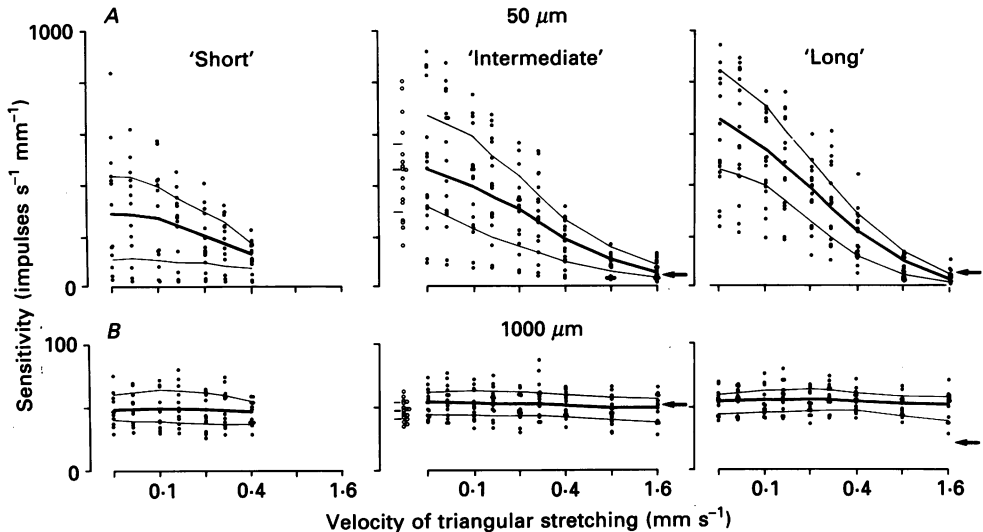 A
50 μm
1000
'Short'
'Intermediate'
'Long'
0
B
1000 μm
100
0
0·1 0·4 1·6
0·1 0·4 1·6
0·1 0·4 1·6
Sensitivity (impulses s⁻¹ mm⁻¹)
Velocity of triangular stretching (mm s⁻¹)